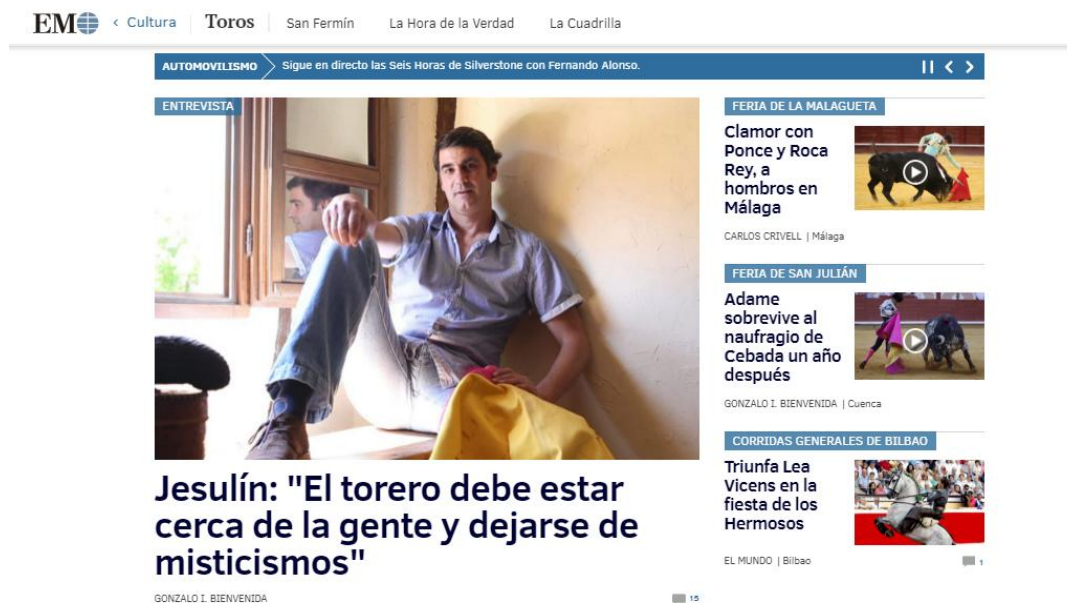 EM
‹ Cultura
Toros
San Fermín
La Hora de la Verdad
La Cuadrilla
AUTOMOVILISMO
Sigue en directo las Seis Horas de Silverstone con Fernando Alonso.
ENTREVISTA
Jesulín: "El torero debe estar
cerca de la gente y dejarse de
misticismos"
GONZALO I. BIENVENIDA
15
FERIA DE LA MALAGUETA
Clamor con
Ponce y Roca
Rey, a
hombros en
Málaga
CARLOS CRIVELL | Málaga
FERIA DE SAN JULIÁN
Adame
sobrevive al
naufragio de
Cebada un año
después
GONZALO I. BIENVENIDA | Cuenca
CORRIDAS GENERALES DE BILBAO
Triunfa Lea
Vicens en la
fiesta de los
Hermosos
EL MUNDO | Bilbao
1